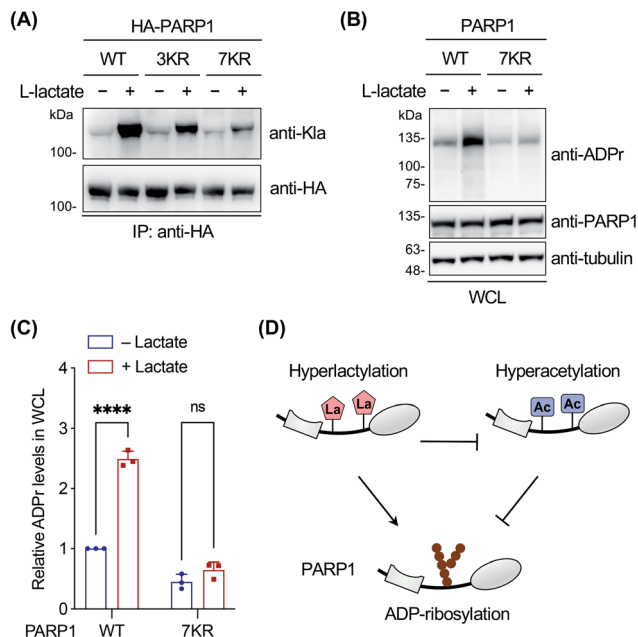 (A)
HA-PARP1
WT 3KR 7KR
L-lactate – + – + – +
kDa
anti-Kla
100-
anti-HA
100-
IP: anti-HA
(B)
PARP1
WT 7KR
L-lactate – + – +
kDa
135-
anti-ADPr
100-
75-
135-
anti-PARP1
63-
anti-tubulin
48-
WCL
(C)
– Lactate
+ Lactate
Relative ADPr levels in WCL
4
3
2
1
0
****
ns
PARP1 WT 7KR
(D)
Hyperlactylation
La La
Hyperacetylation
Ac Ac
PARP1
ADP-ribosylation